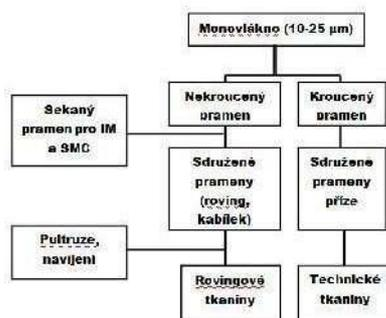 Monovlákno (10-25 µm)
Nekroucený
pramen
Kroucený
pramen
Sekaný
pramen pro IM
a SMC
Sdružené
prameny
(roving,
kabílek)
Sdružené
prameny
příze
Pultruze,
navíjení
Rovingové
tkaniny
Technické
tkaniny